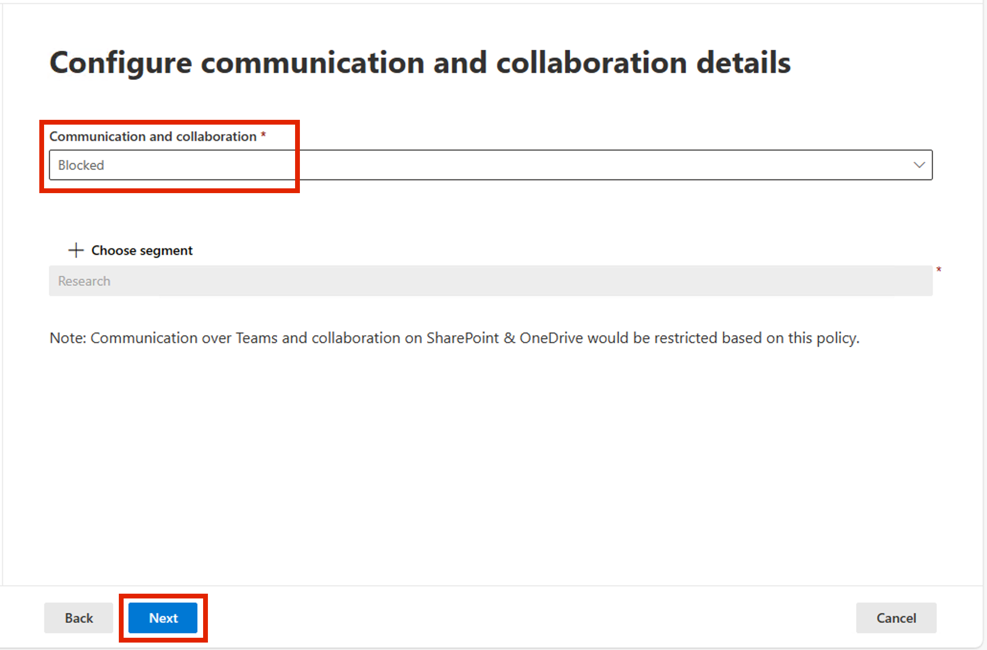 Configure communication and collaboration details
Communication and collaboration *
Blocked
Choose segment
Research
*
Note: Communication over Teams and collaboration on SharePoint & OneDrive would be restricted based on this policy.
Back
Next
Cancel